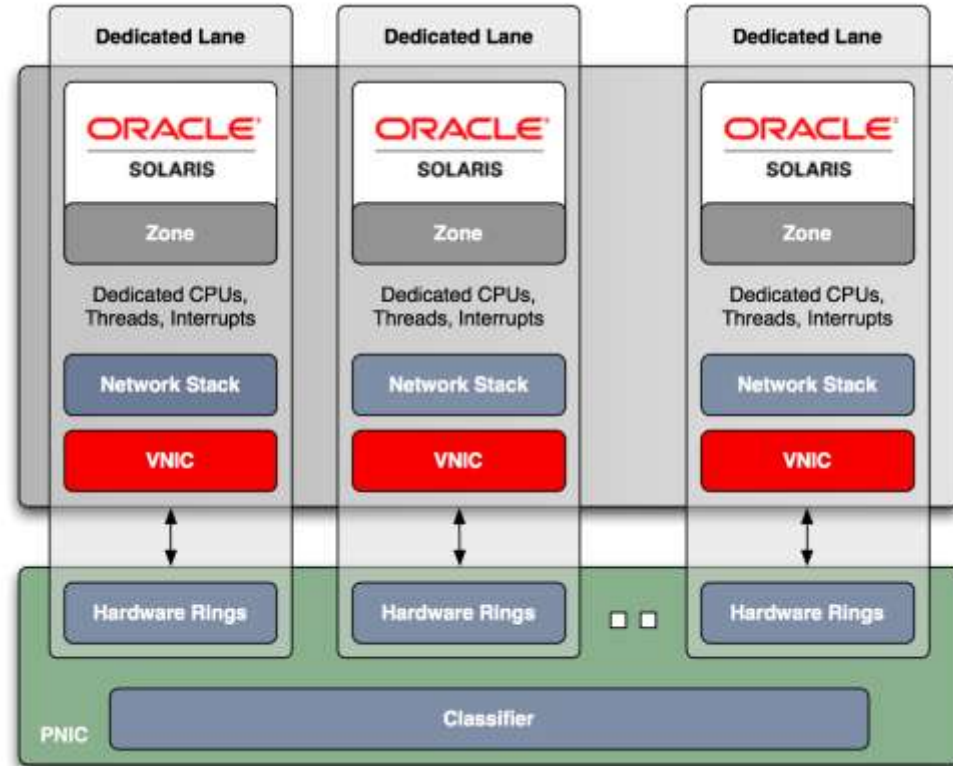 Dedicated Lane
ORACLE
SOLARIS
Zone
Dedicated CPUs,
Threads, Interrupts
Network Stack
VNIC
Hardware Rings
Dedicated Lane
ORACLE
SOLARIS
Zone
Dedicated CPUs,
Threads, Interrupts
Network Stack
VNIC
Hardware Rings
Dedicated Lane
ORACLE
SOLARIS
Zone
Dedicated CPUs,
Threads, Interrupts
Network Stack
VNIC
Hardware Rings
Classifier
PNIC